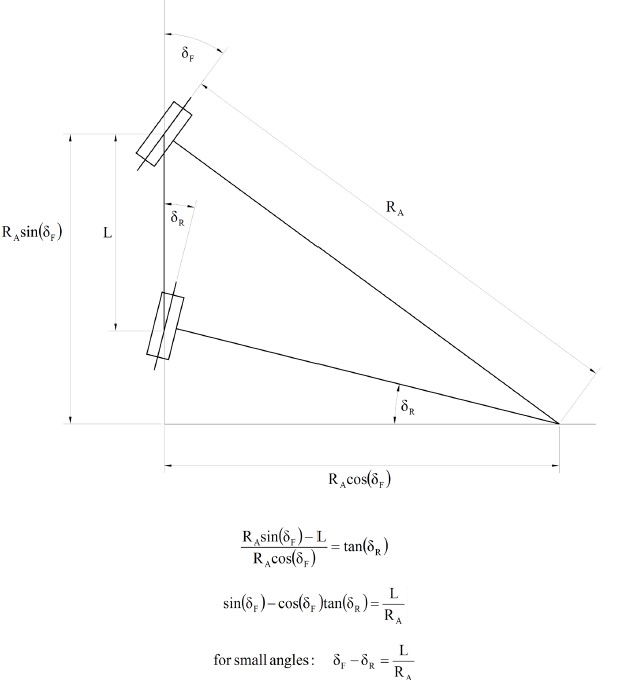 δF
RA
δR
RAsin(δF)
L
δR
RAcos(δF)
RAsin(δF)−L / RAcos(δF) = tan(δR)
sin(δF)−cos(δF)tan(δR)= L / RA
for small angles : δF −δR = L / RA